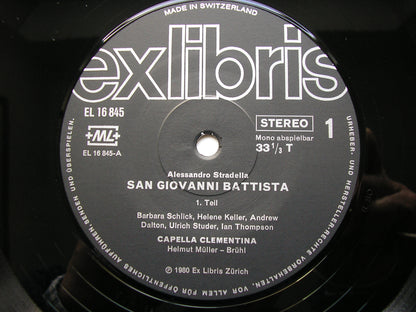 MADE IN SWITZERLAND
exlibris
EL 16 845
ML
EL 16 845-A
STEREO
Mono abspielbar
33 1/3 T
1
Alessandro Stradella
SAN GIOVANNI BATTISTA
1. Teil
Barbara Schlick, Helene Keller, Andrew
Dalton, Ulrich Studer, Ian Thompson
CAPELLA CLEMENTINA
Helmut Müller – Brühl
℗ 1980 Ex Libris Zürich
URHEBER- UND HERSTELLER-RECHTE VORBEHALTEN, VOR ALLEM FÜR ÖFFENTLICHES AUFFÜHREN·SENDEN UND ÜBERSPIELEN.